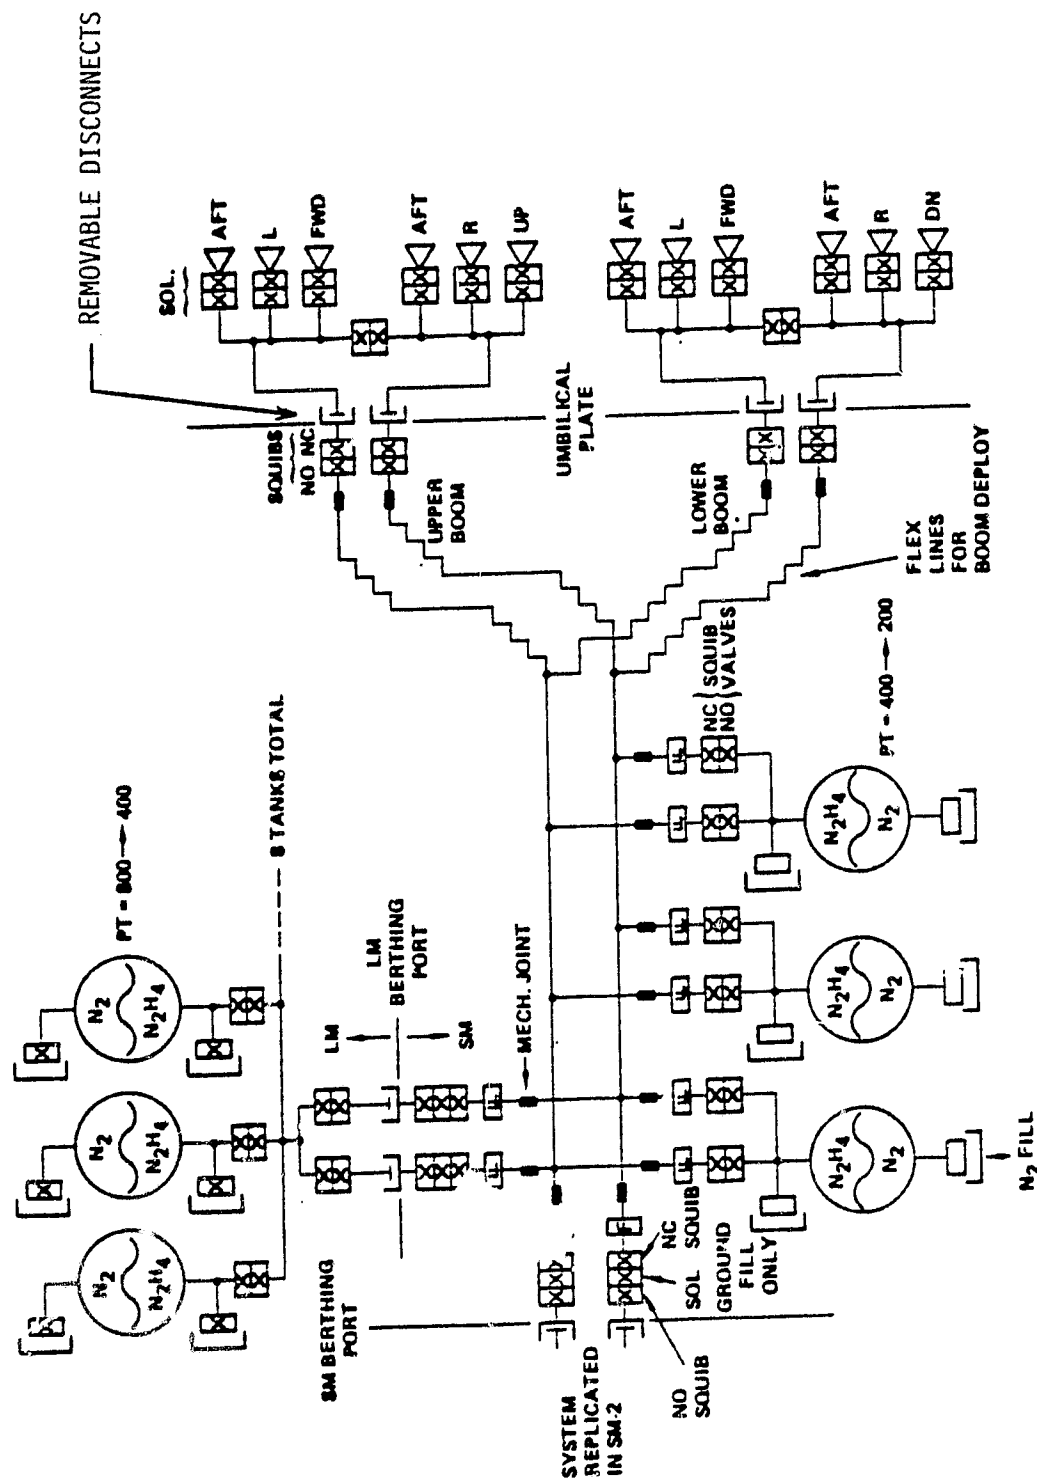 REMOVABLE DISCONNECTS
PT = 800 → 400
N₂
N₂H₄
N₂
N₂H₄
N₂
N₂H₄
8 TANKS TOTAL
SOL.
AFT
L
FWD
AFT
R
UP
SQUIBS
NO NC
UPPER
BOOM
UMBILICAL
PLATE
LOWER
BOOM
AFT
L
FWD
AFT
R
DN
FLEX
LINES
FOR
BOOM DEPLOY
LM
SM
LM
BERTHING
PORT
MECH. JOINT
SM BERTHING
PORT
SYSTEM
REPLICATED
IN SM-2
NO
SQUIB
SOL
NC
SQUIB
GROUND
FILL
ONLY
NC
NO
SQUIB
VALVES
PT = 400 → 200
N₂H₄
N₂
N₂H₄
N₂
N₂H₄
N₂
N₂ FILL